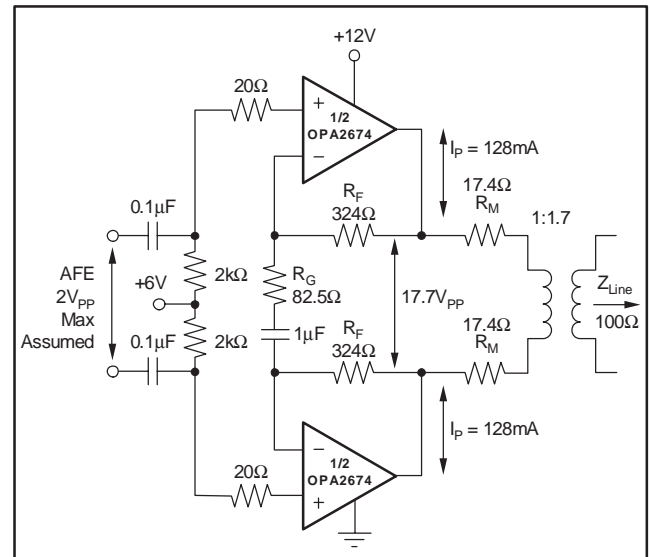 +12V
20Ω
+
1/2
OPA2674
−
I_P = 128mA
0.1µF
R_F
324Ω
17.4Ω
R_M
1:1.7
AFE
2V_PP
Max
Assumed
+6V
2kΩ
2kΩ
R_G
82.5Ω
1µF
17.7V_PP
Z_Line
100Ω
0.1µF
R_F
324Ω
17.4Ω
R_M
−
1/2
OPA2674
+
20Ω
I_P = 128mA